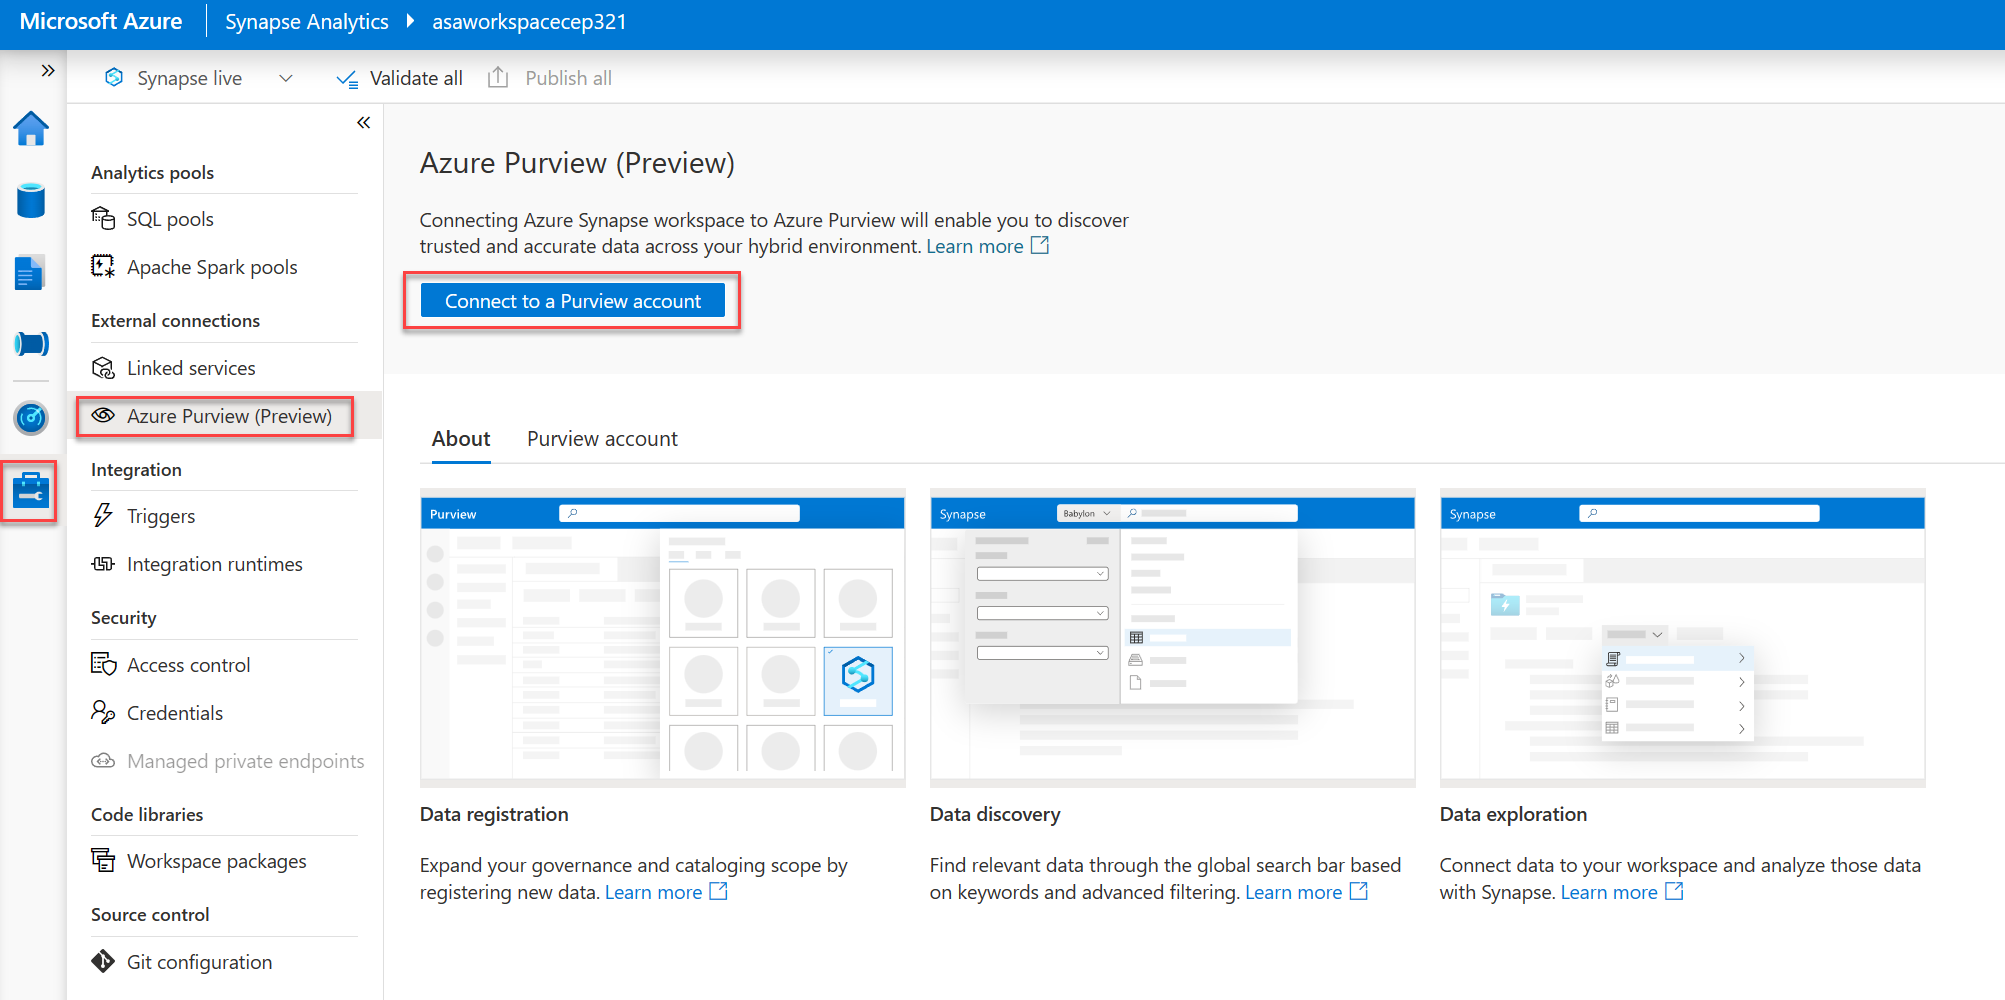 Microsoft Azure
Synapse Analytics
asaworkspacecep321
»
Synapse live
Validate all
Publish all
«
Analytics pools
SQL pools
Apache Spark pools
External connections
Linked services
Azure Purview (Preview)
Integration
Triggers
Integration runtimes
Security
Access control
Credentials
Managed private endpoints
Code libraries
Workspace packages
Source control
Git configuration
Azure Purview (Preview)
Connecting Azure Synapse workspace to Azure Purview will enable you to discover
trusted and accurate data across your hybrid environment. Learn more
Connect to a Purview account
About
Purview account
Purview
Synapse
Babylon
Synapse
Data registration
Expand your governance and cataloging scope by
registering new data. Learn more
Data discovery
Find relevant data through the global search bar based
on keywords and advanced filtering. Learn more
Data exploration
Connect data to your workspace and analyze those data
with Synapse. Learn more